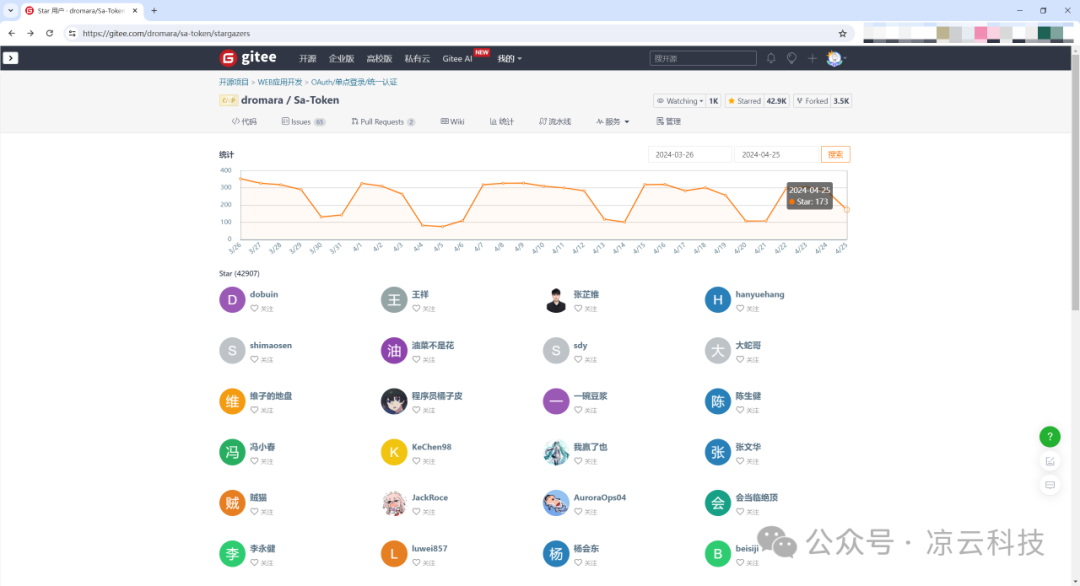 Star 用户 · dromara/Sa-Token
https://gitee.com/dromara/sa-token/stargazers
gitee 开源 企业版 高校版 私有云 Gitee AI NEW 我的 搜开源
开源项目 > WEB应用开发 > OAuth/单点登录/统一认证
dromara / Sa-Token Watching 1K Starred 42.9K Forked 3.5K
代码 Issues 65 Pull Requests 2 Wiki 统计 流水线 服务 管理
统计 2024-03-26 2024-04-25 搜索
400
300
200
100
0
2024-04-25
Star: 173
3/26 3/27 3/28 3/29 3/30 3/31 4/1 4/2 4/3 4/4 4/5 4/6 4/7 4/8 4/9 4/10 4/11 4/12 4/13 4/14 4/15 4/16 4/17 4/18 4/19 4/20 4/21 4/22 4/23 4/24 4/25
Star (42907)
D dobuin 王 王祥 张芷维 H hanyuehang
关注 关注 关注 关注
S shimaosen 油 油菜不是花 S sdy 大 大蛇哥
关注 关注 关注 关注
维 维子的地盘 程序员橘子皮 一 一碗豆浆 陈 陈生健
关注 关注 关注 关注
冯 冯小春 K KeChen98 我赢了也 张 张文华
关注 关注 关注 关注
贼 贼猫 JackRoce AuroraOps04 会 会当临绝顶
关注 关注 关注 关注
李 李永健 L luwei857 杨 杨会东 B beisiji
关注 关注 关注 关注
公众号 · 凉云科技